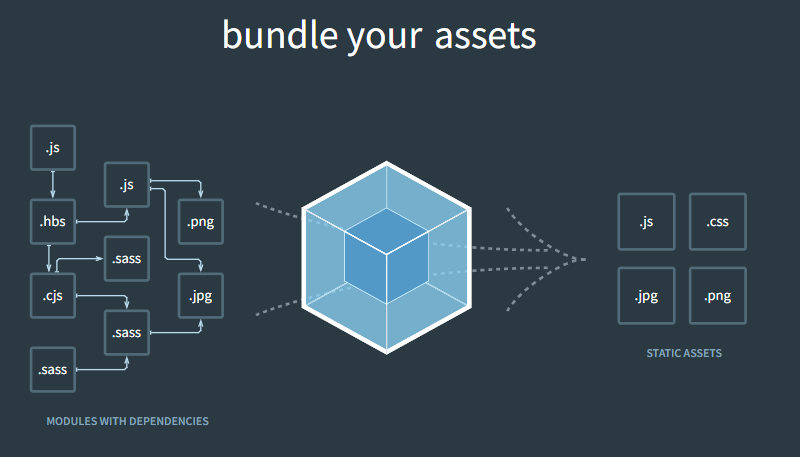 bundle your assets
.js
.js
.hbs
.png
.sass
.cjs
.jpg
.sass
.sass
MODULES WITH DEPENDENCIES
.js
.css
.jpg
.png
STATIC ASSETS